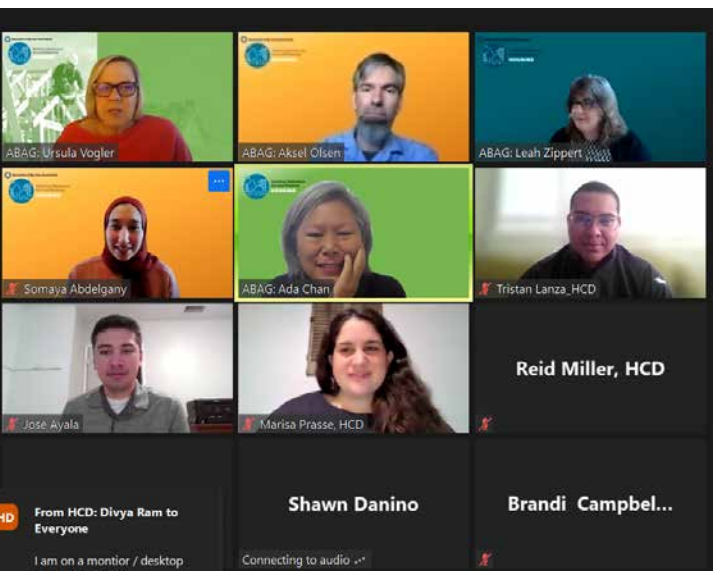 ABAG: Ursula Vogler
ABAG: Aksel Olsen
ABAG: Leah Zippert
Somaya Abdelgany
ABAG: Ada Chan
Tristan Lanza_HCD
Jose Ayala
Marisa Prasse, HCD
Reid Miller, HCD
HD
From HCD: Divya Ram to
Everyone
I am on a montior / desktop
Shawn Danino
Connecting to audio
Brandi Campbel...